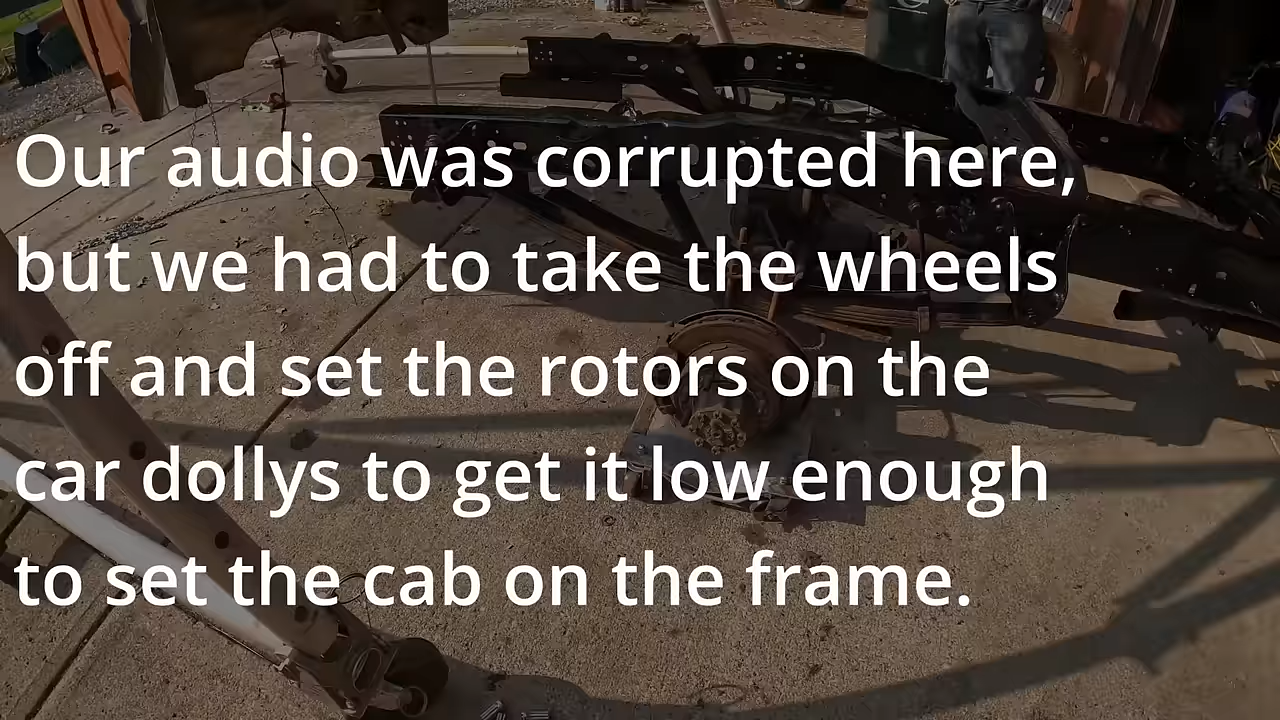 Our audio was corrupted here,
but we had to take the wheels
off and set the rotors on the
car dollys to get it low enough
to set the cab on the frame.